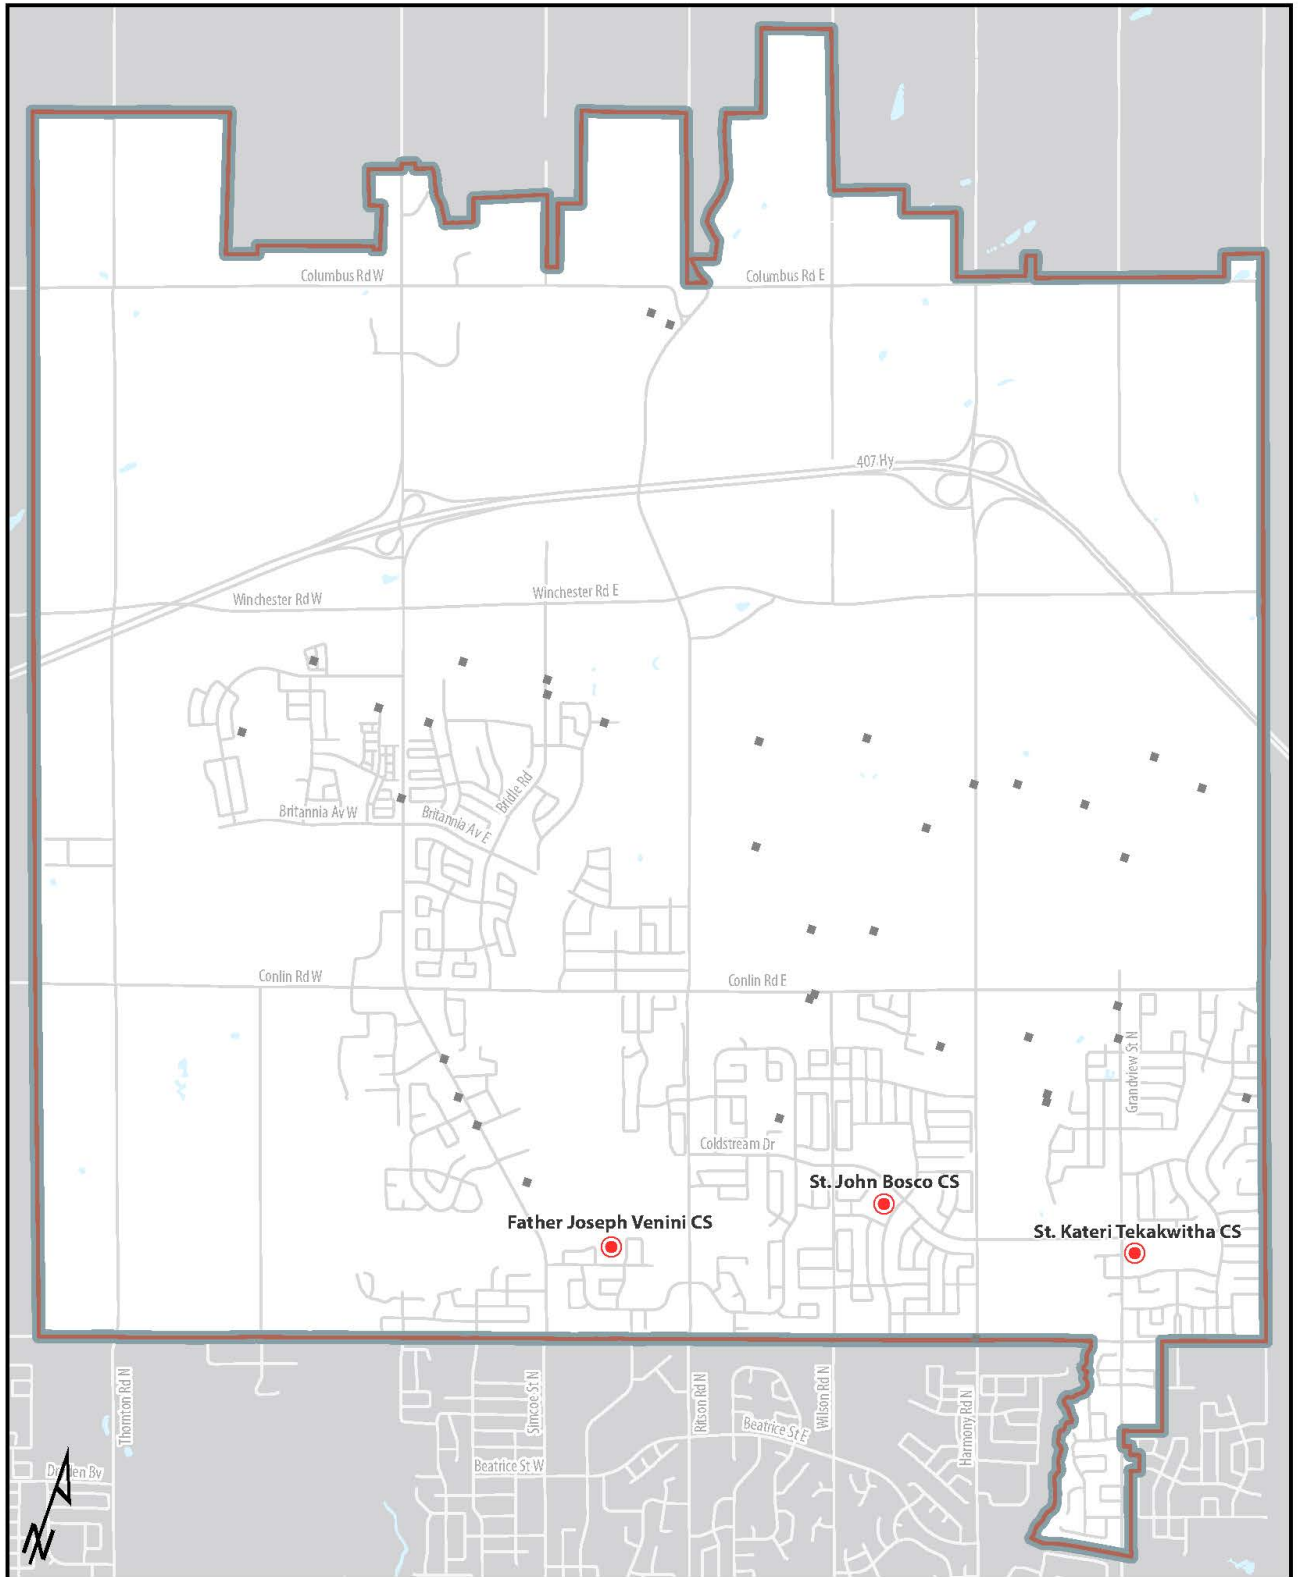 Columbus Rd W
Columbus Rd E
407 Hy
Winchester Rd W
Winchester Rd E
Bridle Rd
Britannia Av W
Britannia Av E
Conlin Rd W
Conlin Rd E
Grandview St N
Coldstream Dr
St. John Bosco CS
Father Joseph Venini CS
St. Kateri Tekakwitha CS
Thornton Rd N
Simcoe St N
Ritson Rd N
Wilson Rd N
Harmony Rd N
Beatrice St E
Beatrice St W
Dryden Bv
N